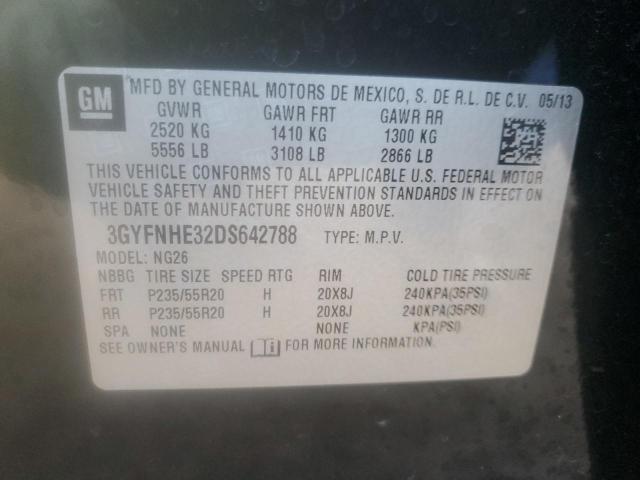 GM
MFD BY GENERAL MOTORS DE MEXICO, S. DE R.L. DE C.V. 05/13
GVWR GAWR FRT GAWR RR
2520 KG 1410 KG 1300 KG
5556 LB 3108 LB 2866 LB
THIS VEHICLE CONFORMS TO ALL APPLICABLE U.S. FEDERAL MOTOR
VEHICLE SAFETY AND THEFT PREVENTION STANDARDS IN EFFECT ON
THE DATE OF MANUFACTURE SHOWN ABOVE.
3GYFNHE32DS642788 TYPE: M.P.V.
MODEL: NG26
NBBG TIRE SIZE SPEED RTG RIM COLD TIRE PRESSURE
FRT P235/55R20 H 20X8J 240KPA(35PSI)
RR P235/55R20 H 20X8J 240KPA(35PSI)
SPA NONE NONE KPA(PSI)
SEE OWNER'S MANUAL FOR MORE INFORMATION.